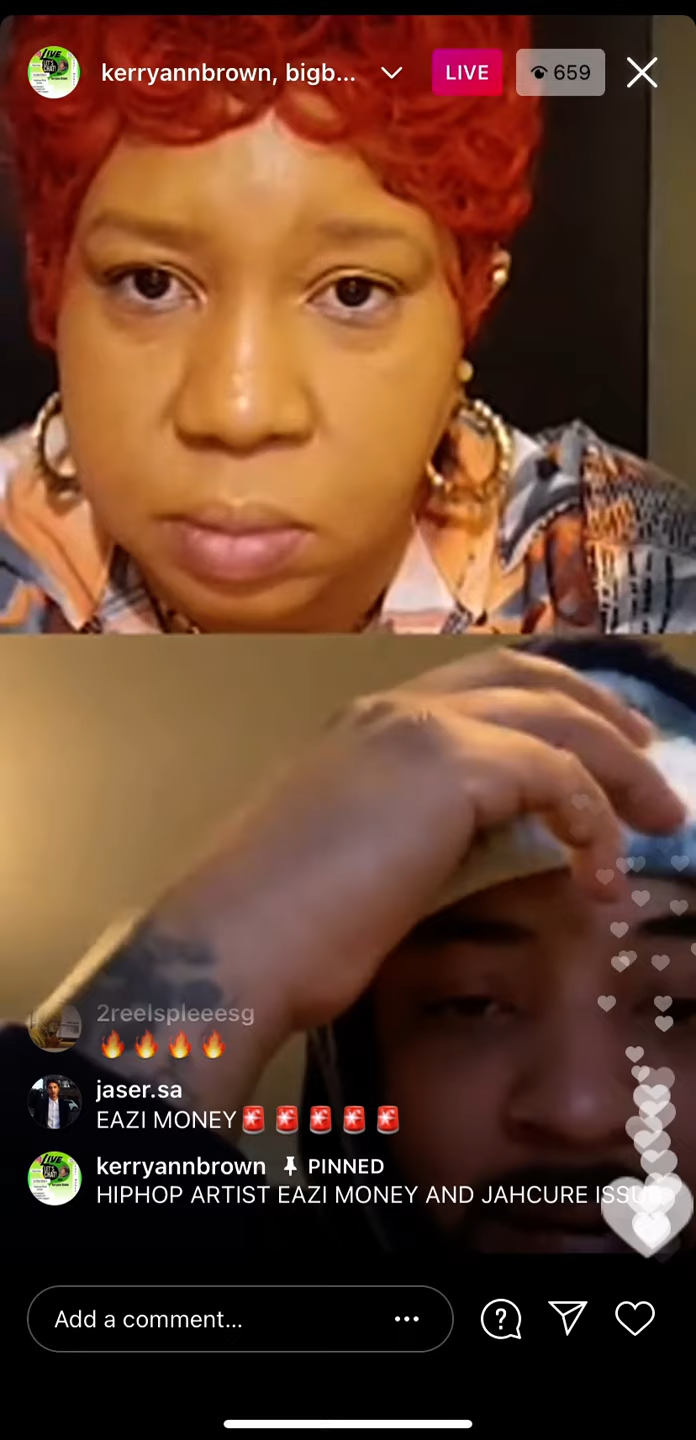 kerryannbrown, bigb...
LIVE
659
2reelspleeesg
🔥🔥🔥🔥
jaser.sa
EAZI MONEY🚨🚨🚨🚨🚨
kerryannbrown PINNED
HIPHOP ARTIST EAZI MONEY AND JAHCURE ISSUE
Add a comment...